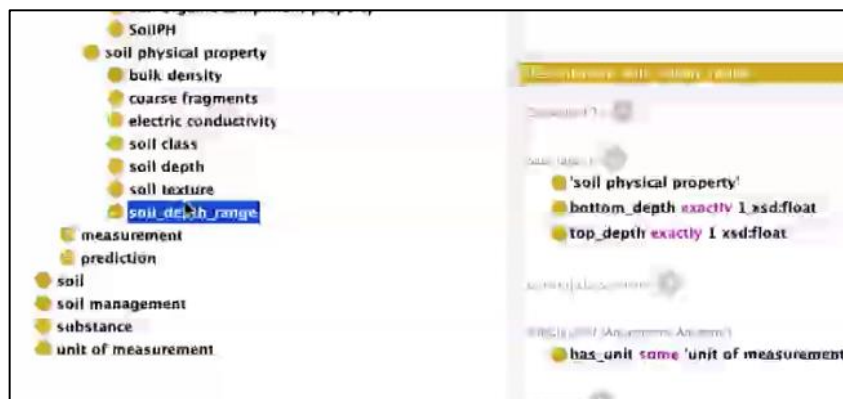 SoilPH
soil physical property
bulk density
coarse fragments
electric conductivity
soil class
soil depth
soil texture
soil_depth_range
measurement
prediction
soil
soil management
substance
unit of measurement
'soil physical property'
bottom_depth exactly 1 xsd:float
top_depth exactly 1 xsd:float
has_unit some 'unit of measurement